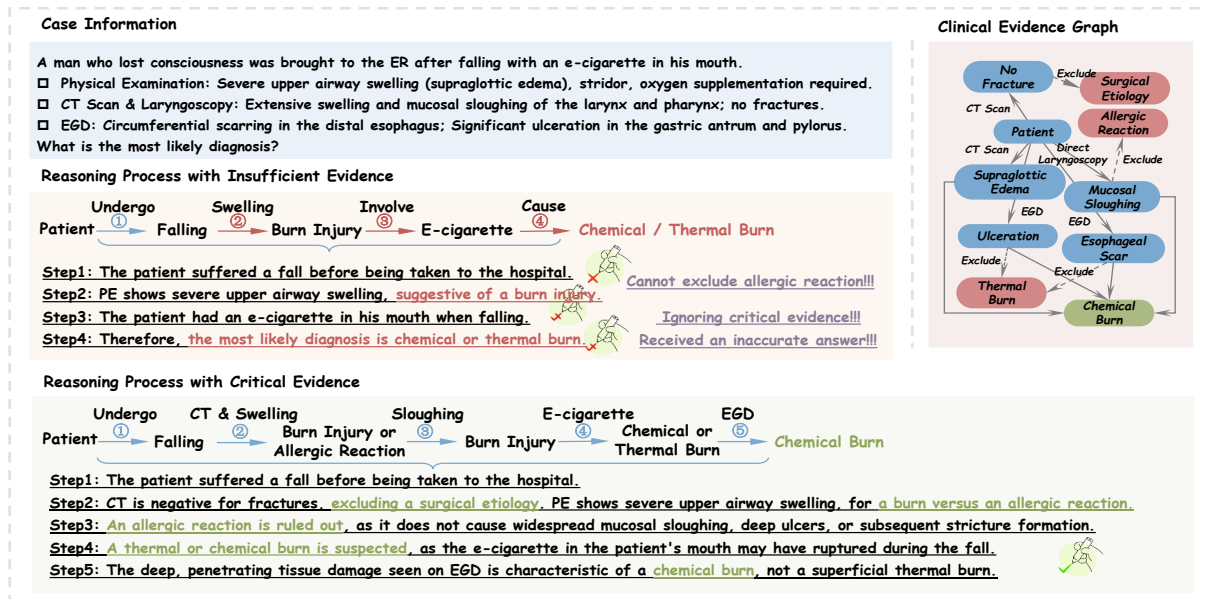 Case Information
A man who lost consciousness was brought to the ER after falling with an e-cigarette in his mouth.
Physical Examination: Severe upper airway swelling (supraglottic edema), stridor, oxygen supplementation required.
CT Scan & Laryngoscopy: Extensive swelling and mucosal sloughing of the larynx and pharynx; no fractures.
EGD: Circumferential scarring in the distal esophagus; Significant ulceration in the gastric antrum and pylorus.
What is the most likely diagnosis?
Reasoning Process with Insufficient Evidence
Undergo Swelling Involve Cause
① ② ③ ④
Patient Falling Burn Injury E-cigarette Chemical / Thermal Burn
Step1: The patient suffered a fall before being taken to the hospital.
Cannot exclude allergic reaction!!!
Step2: PE shows severe upper airway swelling, suggestive of a burn injury.
Step3: The patient had an e-cigarette in his mouth when falling.
Ignoring critical evidence!!!
Step4: Therefore, the most likely diagnosis is chemical or thermal burn.
Received an inaccurate answer!!!
Clinical Evidence Graph
No
Fracture
Exclude
Surgical
Etiology
CT Scan
Allergic
Reaction
Patient
CT Scan
Direct
Laryngoscopy
Exclude
Supraglottic
Edema
Mucosal
Sloughing
EGD
EGD
Ulceration
Esophageal
Scar
Exclude
Exclude
Thermal
Burn
Chemical
Burn
Reasoning Process with Critical Evidence
Undergo CT & Swelling Sloughing E-cigarette EGD
① ② ③ ④ ⑤
Patient Falling Burn Injury or Allergic Reaction Burn Injury Chemical or Thermal Burn Chemical Burn
Step1: The patient suffered a fall before being taken to the hospital.
Step2: CT is negative for fractures, excluding a surgical etiology. PE shows severe upper airway swelling, for a burn versus an allergic reaction.
Step3: An allergic reaction is ruled out, as it does not cause widespread mucosal sloughing, deep ulcers, or subsequent stricture formation.
Step4: A thermal or chemical burn is suspected, as the e-cigarette in the patient's mouth may have ruptured during the fall.
Step5: The deep, penetrating tissue damage seen on EGD is characteristic of a chemical burn, not a superficial thermal burn.